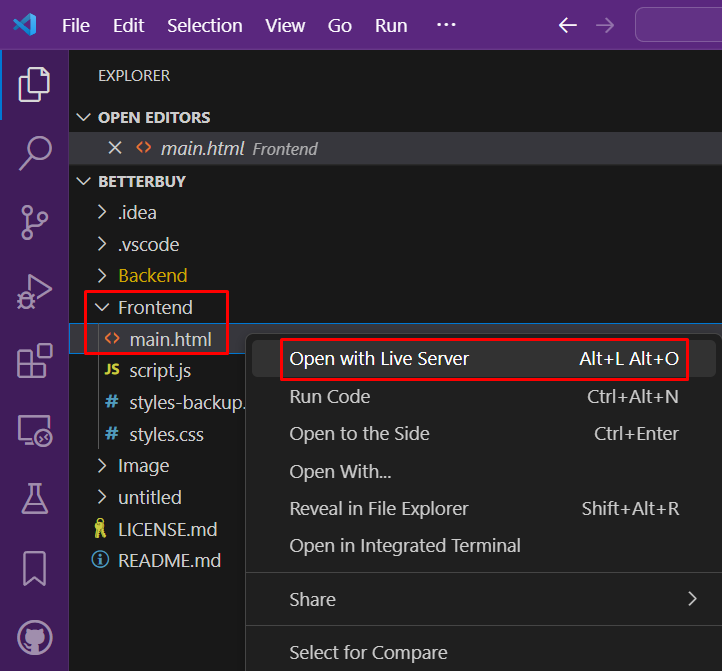 File Edit Selection View Go Run ···
EXPLORER
OPEN EDITORS
main.html Frontend
BETTERBUY
.idea
.vscode
Backend
Frontend
main.html
JS script.js
# styles-backup.
# styles.css
Image
untitled
LICENSE.md
README.md
Open with Live Server Alt+L Alt+O
Run Code Ctrl+Alt+N
Open to the Side Ctrl+Enter
Open With...
Reveal in File Explorer Shift+Alt+R
Open in Integrated Terminal
Share
Select for Compare